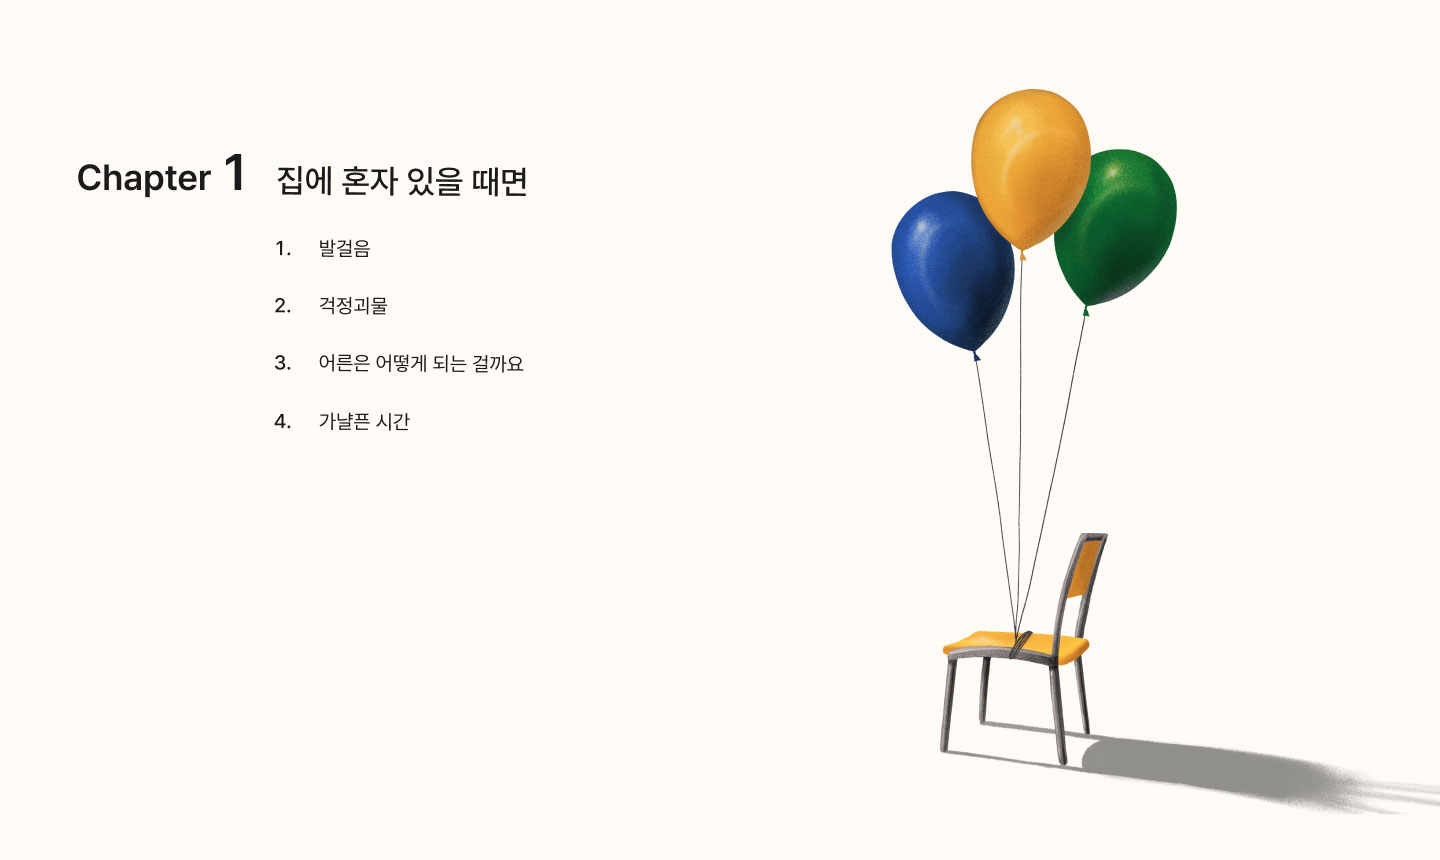 Chapter 1 집에 혼자 있을 때면
1. 발걸음
2. 걱정괴물
3. 어른은 어떻게 되는 걸까요
4. 가냘픈 시간